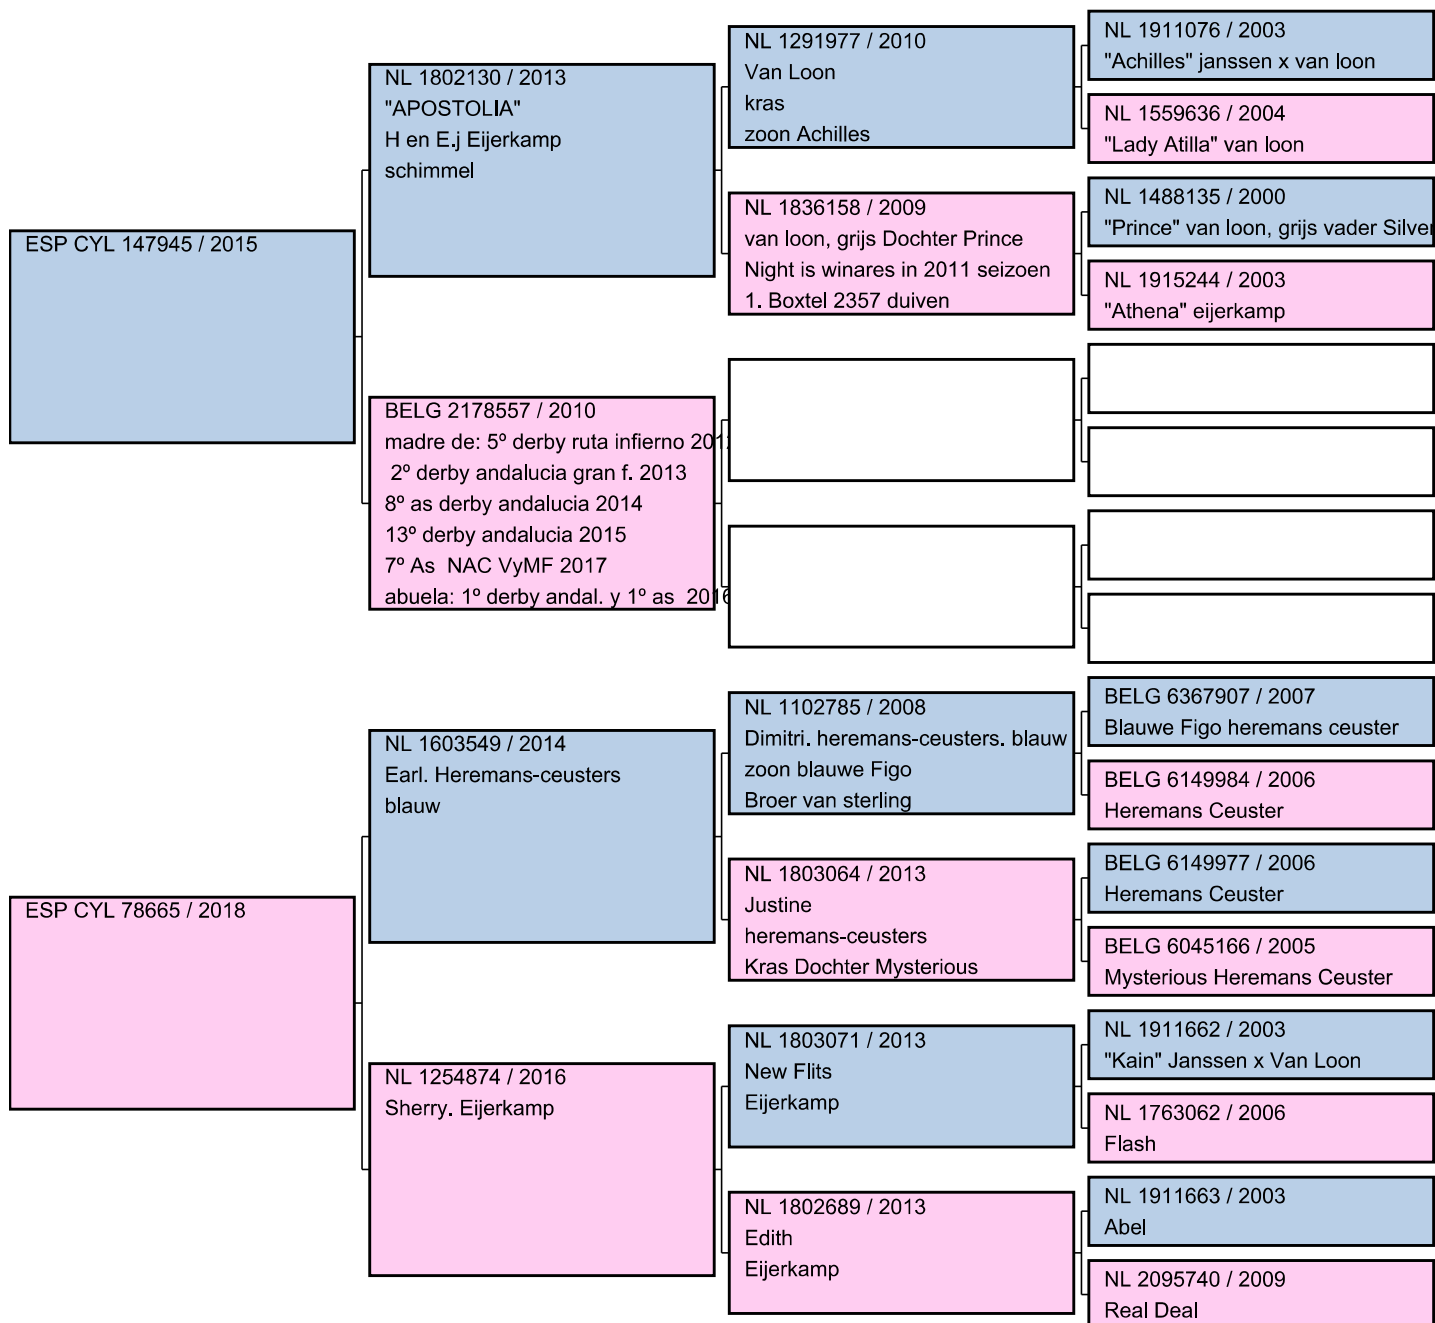 ESP CYL 147945 / 2015
NL 1802130 / 2013
"APOSTOLIA"
H en E.j Eijerkamp
schimmel
BELG 2178557 / 2010
madre de: 5º derby ruta infierno 2012
2º derby andalucia gran f. 2013
8º as derby andalucia 2014
13º derby andalucia 2015
7º As  NAC VyMF 2017
abuela: 1º derby andal. y 1º as  2016
NL 1291977 / 2010
Van Loon
kras
zoon Achilles
NL 1836158 / 2009
van loon, grijs Dochter Prince
Night is winares in 2011 seizoen
1. Boxtel 2357 duiven
NL 1911076 / 2003
"Achilles" janssen x van loon
NL 1559636 / 2004
"Lady Atilla" van loon
NL 1488135 / 2000
"Prince" van loon, grijs vader Silver
NL 1915244 / 2003
"Athena" eijerkamp
ESP CYL 78665 / 2018
NL 1603549 / 2014
Earl. Heremans-ceusters
blauw
NL 1254874 / 2016
Sherry. Eijerkamp
NL 1102785 / 2008
Dimitri. heremans-ceusters. blauw
zoon blauwe Figo
Broer van sterling
NL 1803064 / 2013
Justine
heremans-ceusters
Kras Dochter Mysterious
NL 1803071 / 2013
New Flits
Eijerkamp
NL 1802689 / 2013
Edith
Eijerkamp
BELG 6367907 / 2007
Blauwe Figo heremans ceuster
BELG 6149984 / 2006
Heremans Ceuster
BELG 6149977 / 2006
Heremans Ceuster
BELG 6045166 / 2005
Mysterious Heremans Ceuster
NL 1911662 / 2003
"Kain" Janssen x Van Loon
NL 1763062 / 2006
Flash
NL 1911663 / 2003
Abel
NL 2095740 / 2009
Real Deal